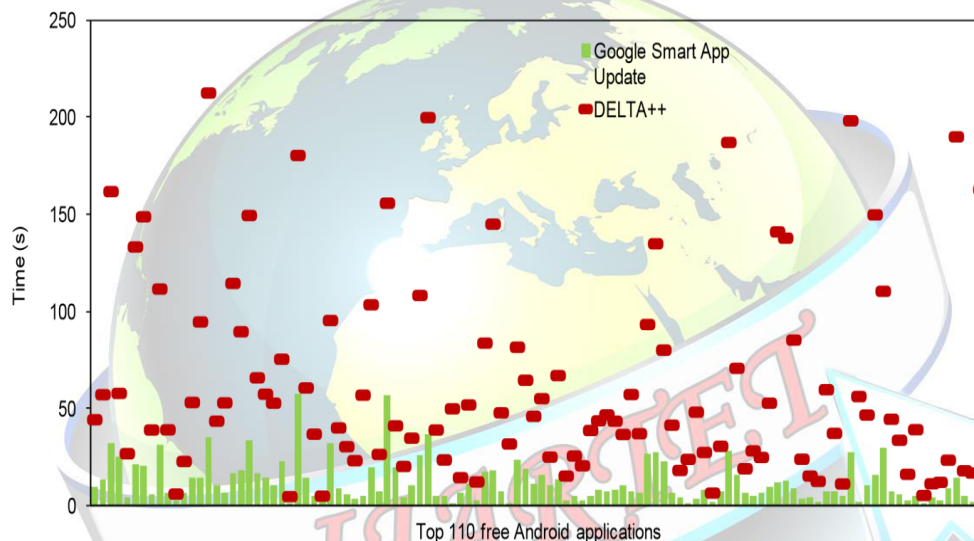 250
Google Smart App
Update
200
DELTA++
150
Time (s)
100
50
0
Top 110 free Android applications